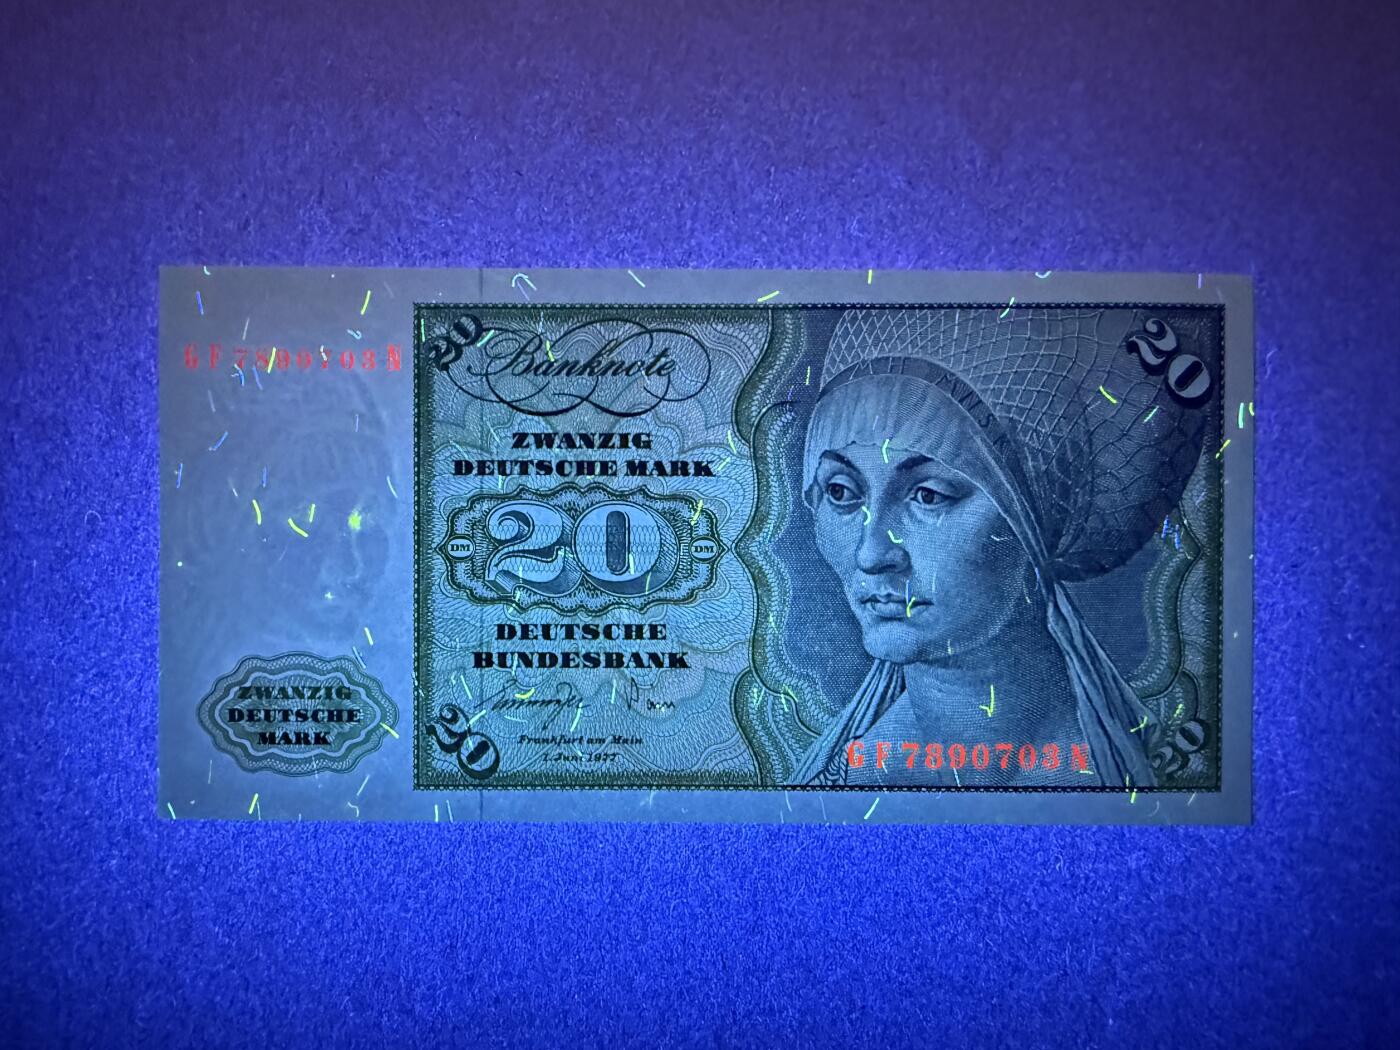 GF7890703N
20
Banknote
20
ZWANZIG
DEUTSCHE MARK
DM
20
DM
DEUTSCHE
BUNDESBANK
ZWANZIG
DEUTSCHE
MARK
20
Frankfurt am Main
1. Juni 1977
GF7890703N
20